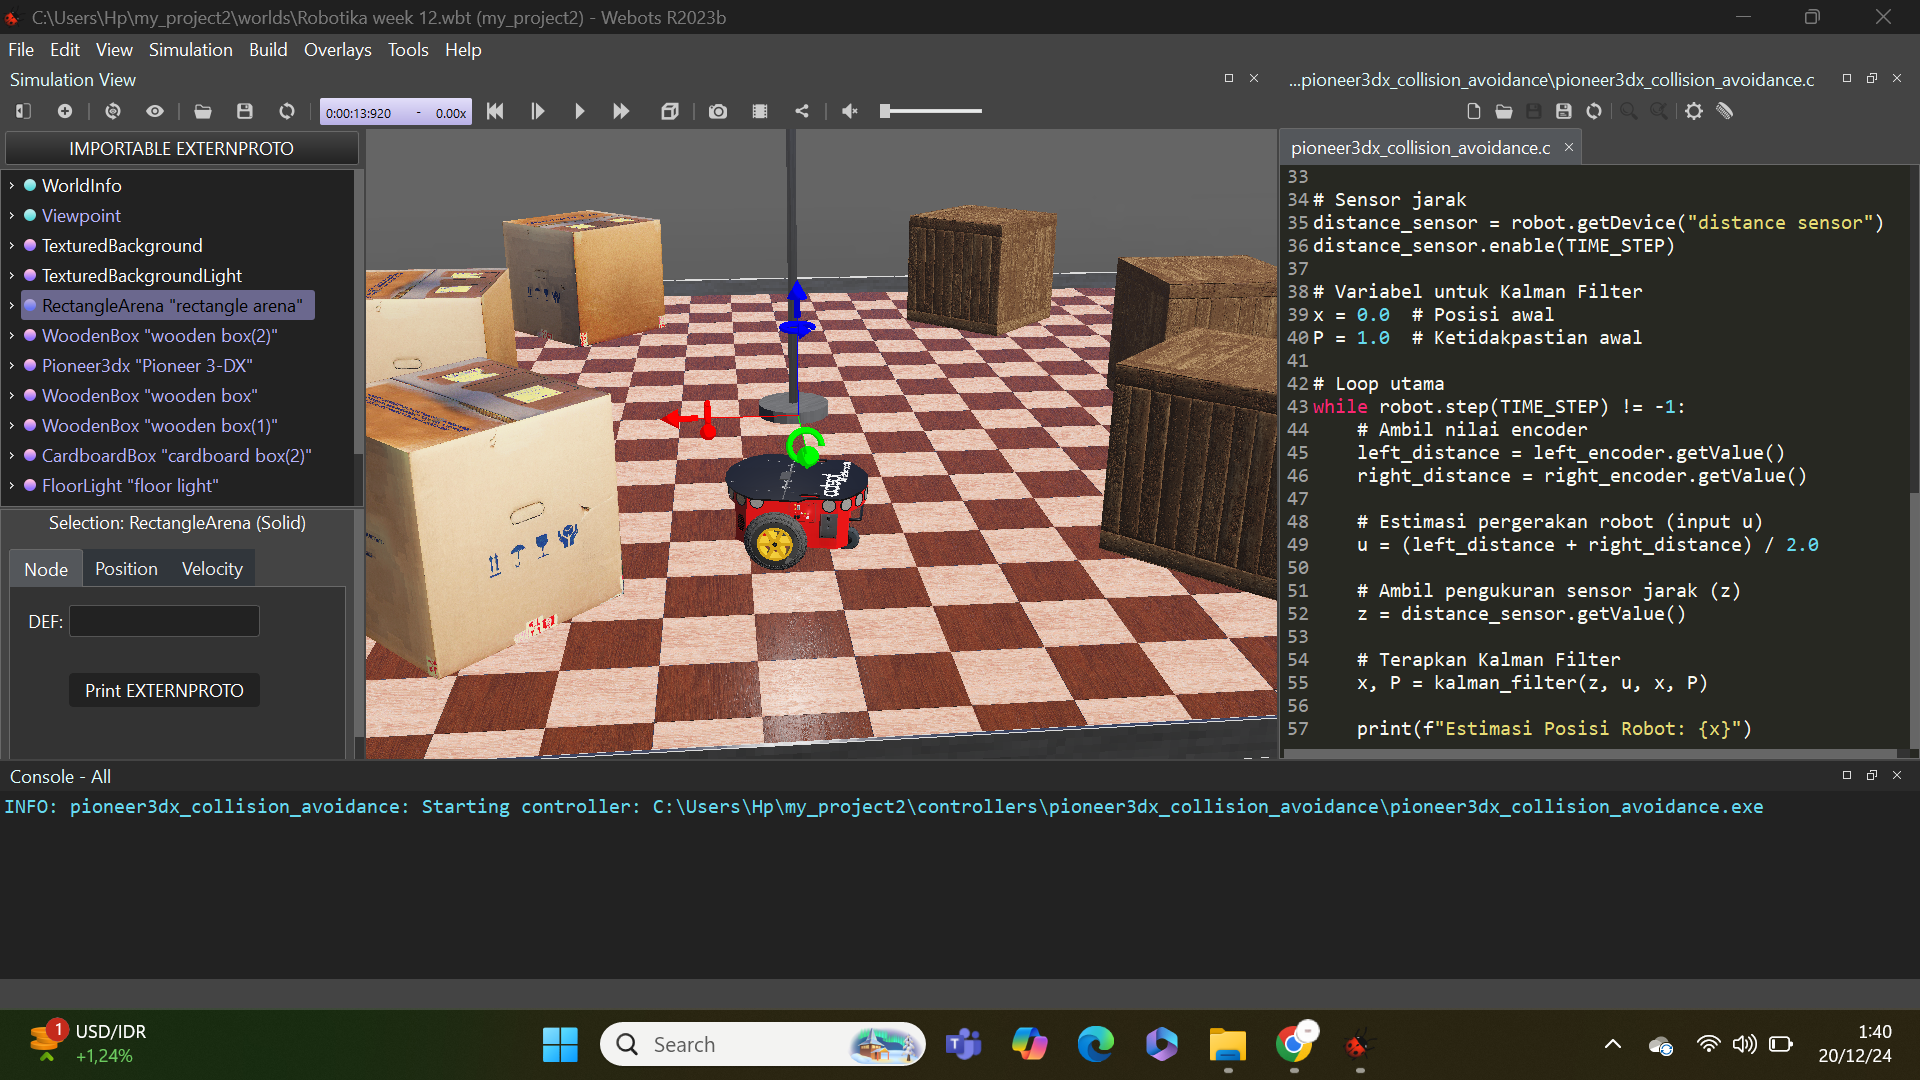 C:\Users\Hp\my_project2\worlds\Robotika week 12.wbt (my_project2) - Webots R2023b
File Edit View Simulation Build Overlays Tools Help
Simulation View
...pioneer3dx_collision_avoidance\pioneer3dx_collision_avoidance.c
0:00:13:920 - 0.00x
IMPORTABLE EXTERNPROTO
WorldInfo
Viewpoint
TexturedBackground
TexturedBackgroundLight
RectangleArena "rectangle arena"
WoodenBox "wooden box(2)"
Pioneer3dx "Pioneer 3-DX"
WoodenBox "wooden box"
WoodenBox "wooden box(1)"
CardboardBox "cardboard box(2)"
FloorLight "floor light"
Selection: RectangleArena (Solid)
Node Position Velocity
DEF:
Print EXTERNPROTO
pioneer3dx_collision_avoidance.c
33
34 # Sensor jarak
35 distance_sensor = robot.getDevice("distance sensor")
36 distance_sensor.enable(TIME_STEP)
37
38 # Variabel untuk Kalman Filter
39 x = 0.0  # Posisi awal
40 P = 1.0  # Ketidakpastian awal
41
42 # Loop utama
43 while robot.step(TIME_STEP) != -1:
44     # Ambil nilai encoder
45     left_distance = left_encoder.getValue()
46     right_distance = right_encoder.getValue()
47
48     # Estimasi pergerakan robot (input u)
49     u = (left_distance + right_distance) / 2.0
50
51     # Ambil pengukuran sensor jarak (z)
52     z = distance_sensor.getValue()
53
54     # Terapkan Kalman Filter
55     x, P = kalman_filter(z, u, x, P)
56
57     print(f"Estimasi Posisi Robot: {x}")
Console - All
INFO: pioneer3dx_collision_avoidance: Starting controller: C:\Users\Hp\my_project2\controllers\pioneer3dx_collision_avoidance\pioneer3dx_collision_avoidance.exe
1
USD/IDR
+1,24%
Search
1:40
20/12/24